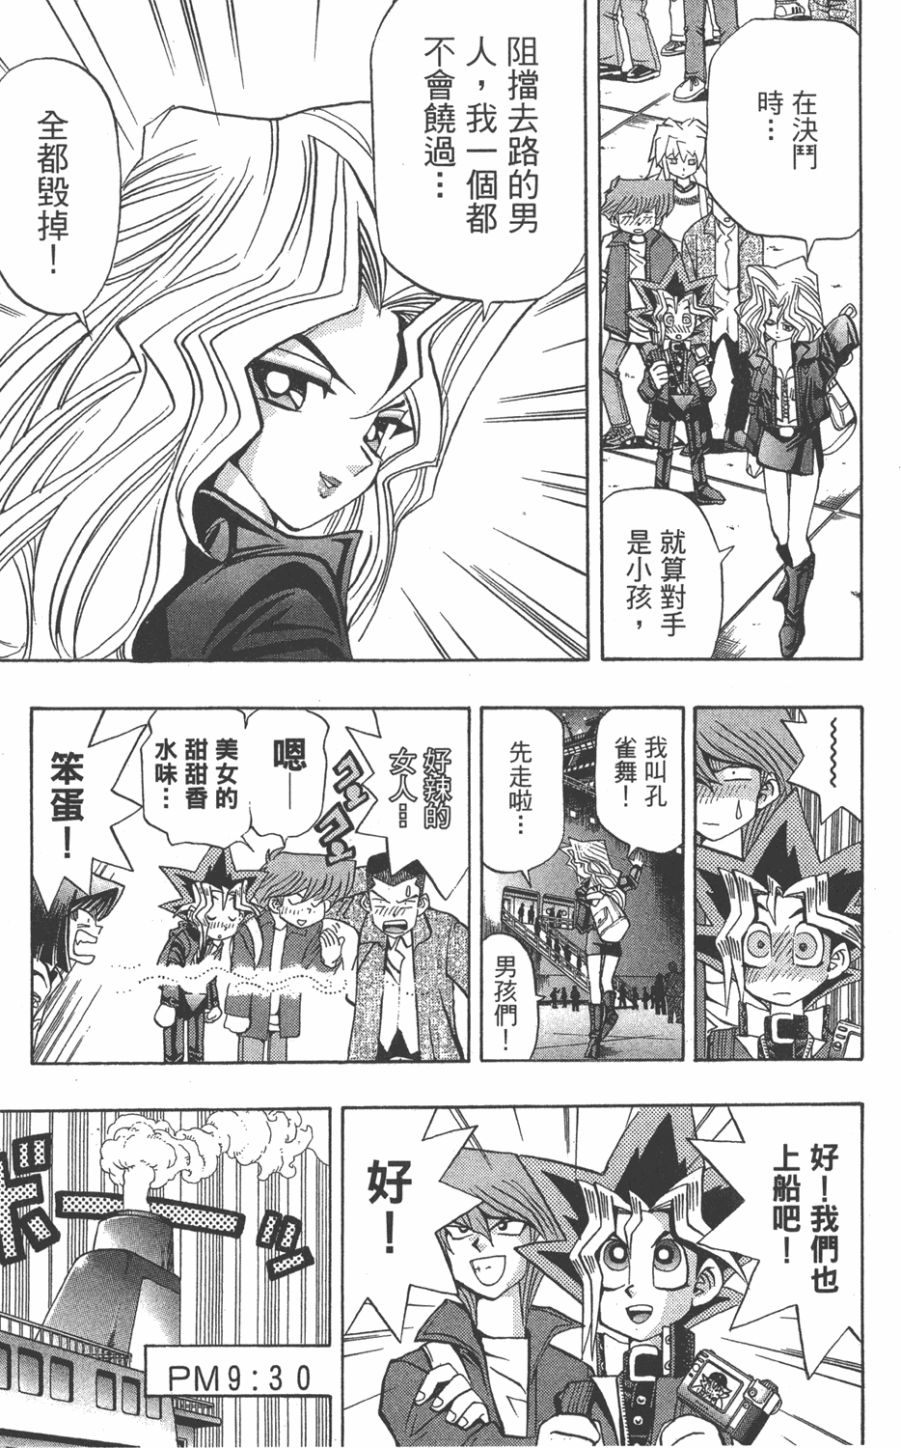 在決鬥
時…
就算對手
是小孩，
阻擋去路的男
人，我一個都
不會饒過…
全都毀掉！
我叫孔
雀舞！
先走啦…
男孩們！
好辣的
女人…
嗯——
美女的
甜甜香
水味…
笨蛋！
好！我們也
上船吧！
好！
ボーン
PM9:30